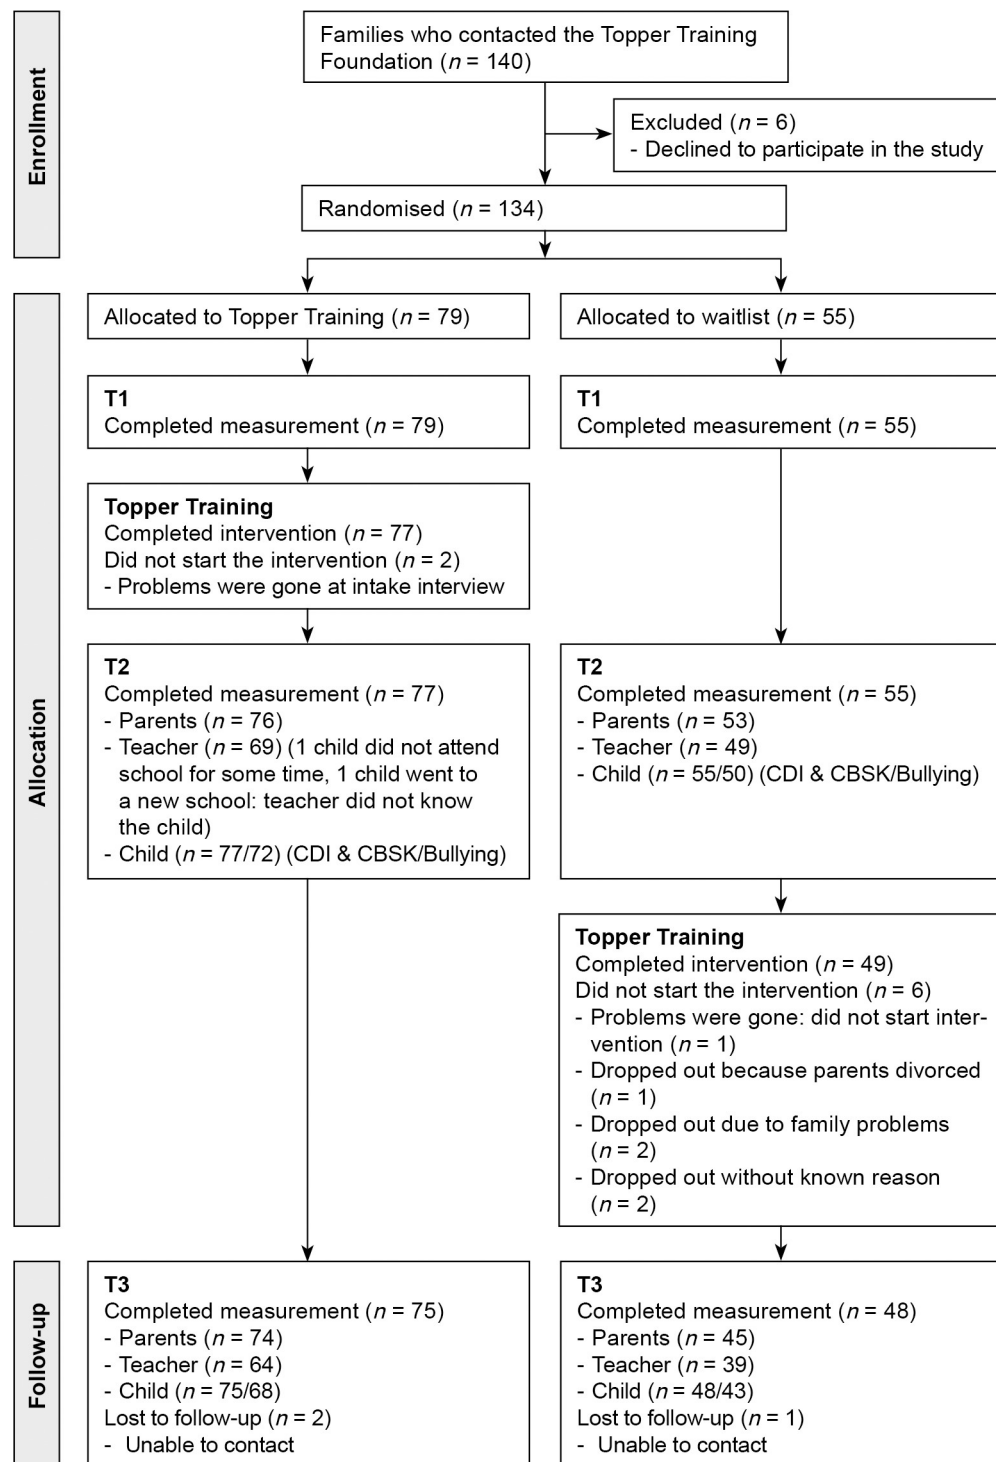 Enrollment
Families who contacted the Topper Training
Foundation (n = 140)
Excluded (n = 6)
- Declined to participate in the study
Randomised (n = 134)
Allocation
Allocated to Topper Training (n = 79)
Allocated to waitlist (n = 55)
T1
Completed measurement (n = 79)
T1
Completed measurement (n = 55)
Topper Training
Completed intervention (n = 77)
Did not start the intervention (n = 2)
- Problems were gone at intake interview
T2
Completed measurement (n = 77)
- Parents (n = 76)
- Teacher (n = 69) (1 child did not attend
school for some time, 1 child went to
a new school: teacher did not know
the child)
- Child (n = 77/72) (CDI & CBSK/Bullying)
T2
Completed measurement (n = 55)
- Parents (n = 53)
- Teacher (n = 49)
- Child (n = 55/50) (CDI & CBSK/Bullying)
Topper Training
Completed intervention (n = 49)
Did not start the intervention (n = 6)
- Problems were gone: did not start inter-
vention (n = 1)
- Dropped out because parents divorced
(n = 1)
- Dropped out due to family problems
(n = 2)
- Dropped out without known reason
(n = 2)
Follow-up
T3
Completed measurement (n = 75)
- Parents (n = 74)
- Teacher (n = 64)
- Child (n = 75/68)
Lost to follow-up (n = 2)
- Unable to contact
T3
Completed measurement (n = 48)
- Parents (n = 45)
- Teacher (n = 39)
- Child (n = 48/43)
Lost to follow-up (n = 1)
- Unable to contact